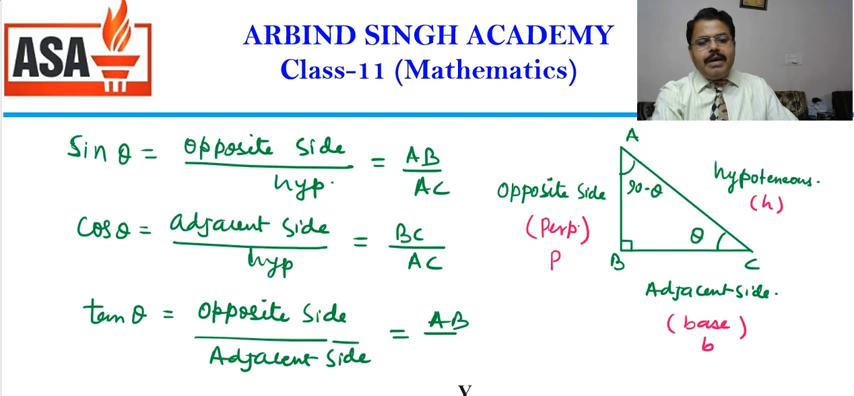 ASA
ARBIND SINGH ACADEMY
Class-11 (Mathematics)
Sin θ = Opposite Side / hyp. = AB / AC
Cos θ = adjacent Side / hyp = BC / AC
tan θ = Opposite Side / Adjacent Side = AB
A
90-θ
θ
B
C
Opposite Side
(Perp.)
P
hypoteneous.
(h)
Adjacent side.
(base)
b
Y